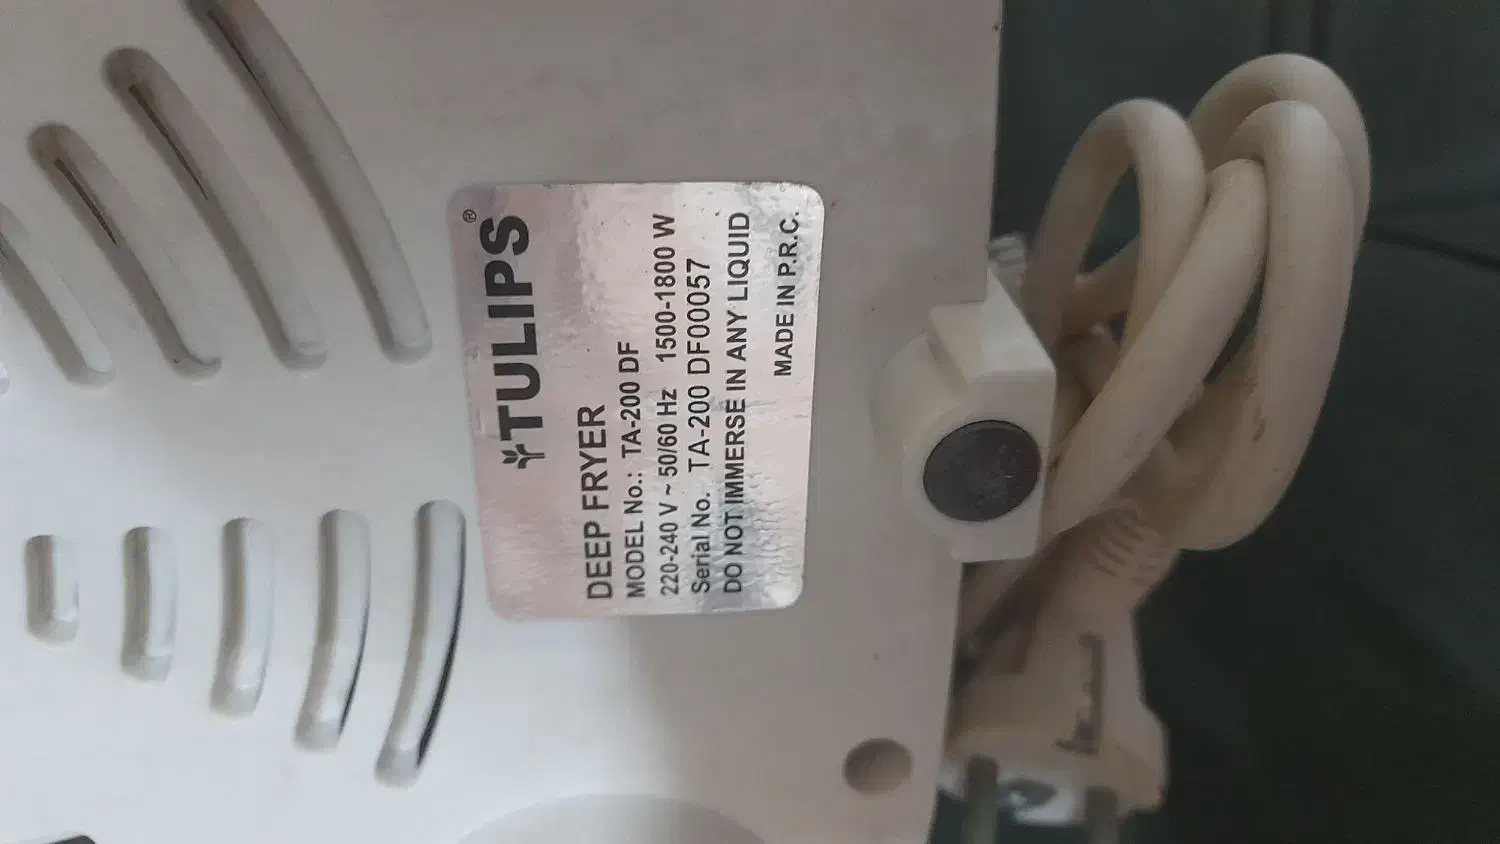 TULIPS®
DEEP FRYER
MODEL No.: TA-200 DF
220-240 V ~ 50/60 Hz 1500-1800 W
Serial No. TA-200 DF00057
DO NOT IMMERSE IN ANY LIQUID
MADE IN P.R.C.